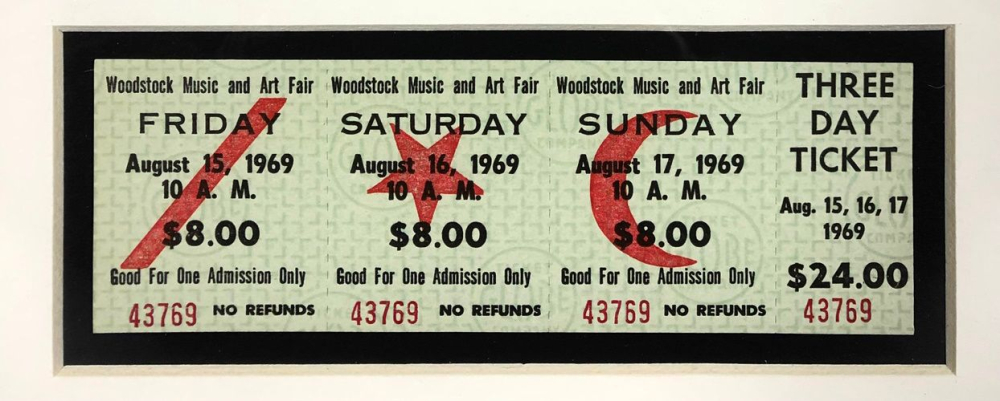 Woodstock Music and Art Fair
FRIDAY
August 15, 1969
10 A. M.
$8.00
Good For One Admission Only
43769 NO REFUNDS
Woodstock Music and Art Fair
SATURDAY
August 16, 1969
10 A. M.
$8.00
Good For One Admission Only
43769 NO REFUNDS
Woodstock Music and Art Fair
SUNDAY
August 17, 1969
10 A. M.
$8.00
Good For One Admission Only
43769 NO REFUNDS
THREE
DAY
TICKET
Aug. 15, 16, 17
1969
$24.00
43769